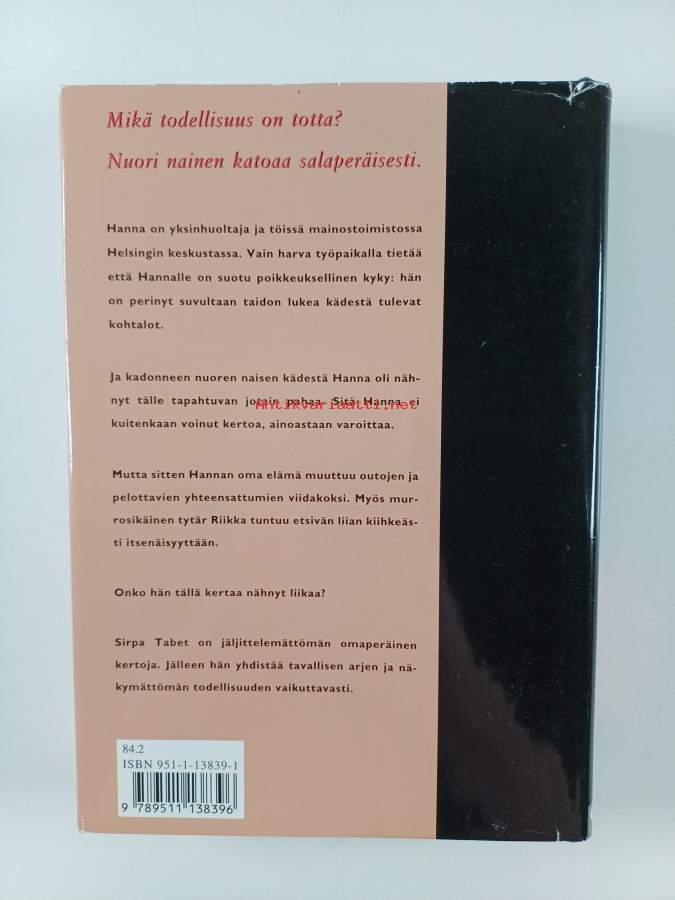 Mikä todellisuus on totta?
Nuori nainen katoaa salaperäisesti.
Hanna on yksinhuoltaja ja töissä mainostoimistossa
Helsingin keskustassa. Vain harva työpaikalla tietää
että Hannalle on suotu poikkeuksellinen kyky: hän
on perinyt suvultaan taidon lukea kädestä tulevat
kohtalot.
Ja kadonneen nuoren naisen kädestä Hanna oli näh-
nyt tälle tapahtuvan jotain pahaa. Sitä Hanna ei
Antikvariaatti.net
kuitenkaan voinut kertoa, ainoastaan varoittaa.
Mutta sitten Hannan oma elämä muuttuu outojen ja
pelottavien yhteensattumien viidakoksi. Myös mur-
rosikäinen tytär Riikka tuntuu etsivän liian kiihkeäs-
ti itsenäisyyttään.
Onko hän tällä kertaa nähnyt liikaa?
Sirpa Tabet on jäljittelemättömän omaperäinen
kertoja. Jälleen hän yhdistää tavallisen arjen ja nä-
kymättömän todellisuuden vaikuttavasti.
84.2
ISBN 951-1-13839-1
9 789511 138396